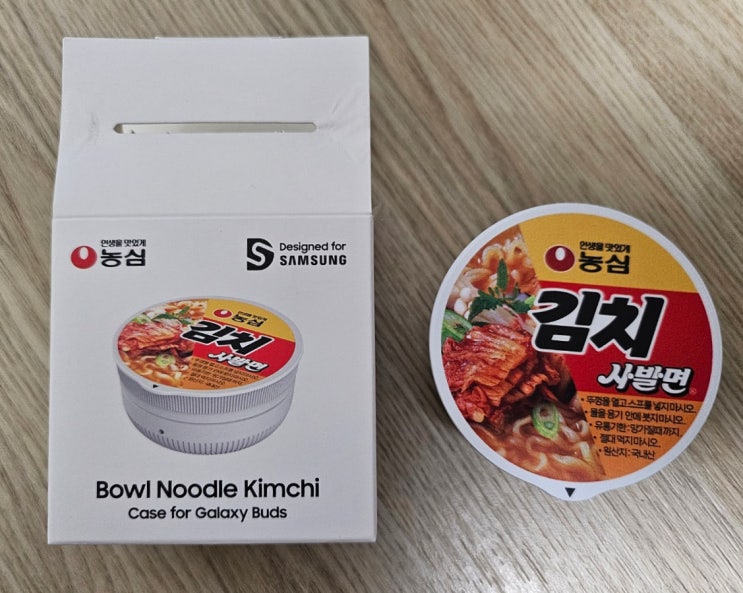 인생을 맛있게
농심
Designed for
SAMSUNG
농심
김치
사발면
Bowl Noodle Kimchi
Case for Galaxy Buds
인생을 맛있게
농심
김치
사발면
• 뚜껑을 열고 스프를 넣지 마시오.
• 물을 용기 안에 붓지 마시오.
• 유통기한 : 망가질때 까지.
• 절대 먹지 마시오.
• 원산지 : 국내산